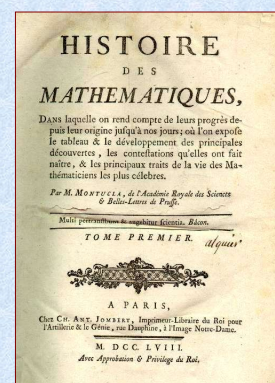 HISTOIRE
DES
MATHEMATIQUES,
DANS laquelle on rend compte de leurs progrès de-
puis leur origine jusqu'à nos jours ; où l'on expose
le tableau & le développement des principales
découvertes, les contestations qu'elles ont fait
naître, & les principaux traits de la vie des Ma-
thématiciens les plus célebres.
Par M. MONTUCLA, de l'Académie Royale des Sciences
& Belles-Lettres de Prusse.
Multi pertransibunt & augebitur scientia. Bâcon.
TOME PREMIER.
alquier
A PARIS,
Chez CH. ANT. JOMBERT, Imprimeur-Libraire du Roi pour
l'Artillerie & le Génie, rue Dauphine, à l'Image Notre-Dame.
M. DCC. LVIII.
Avec Approbation & Privilege du Roi,